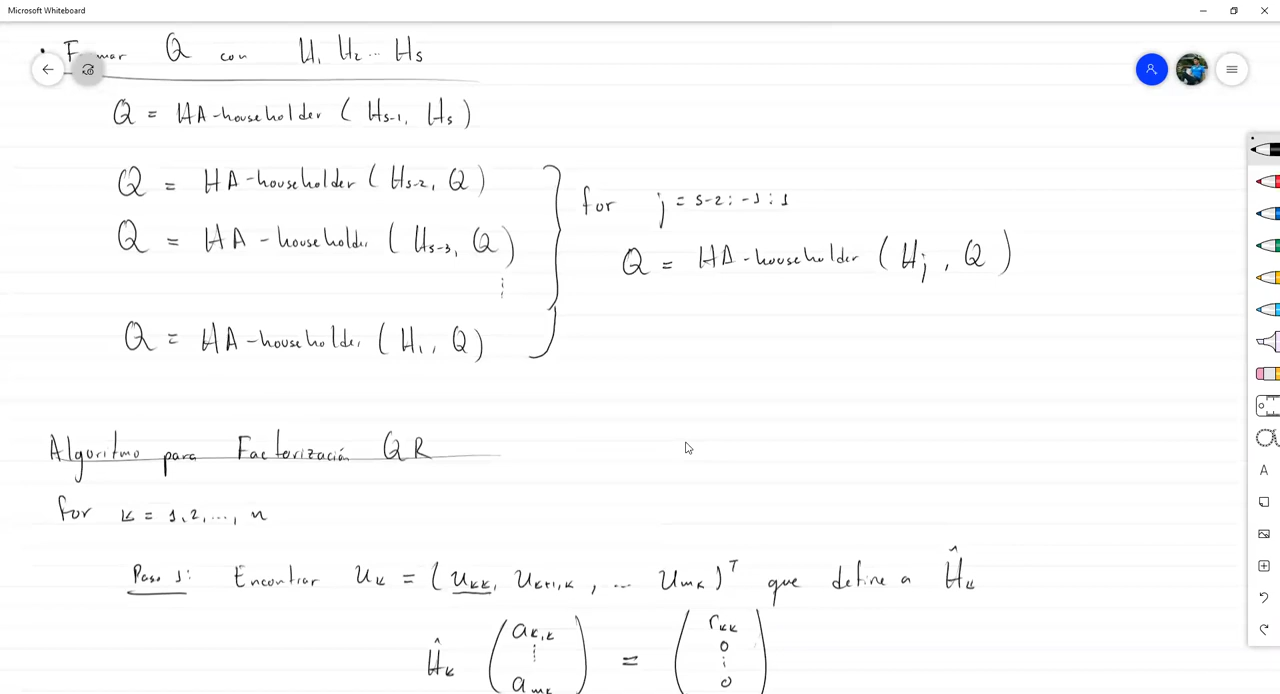 Microsoft Whiteboard
Q con H₁ H₂ ... Hs
Q = HA-householder ( Hs-1, Hs )
Q = HA-householder ( Hs-2, Q )
for j = s-2 : -1 : 1
Q = HA-householder ( Hs-3, Q )
Q = HA-householder ( Hj , Q )
⋮
Q = HA-householder ( H₁ , Q )
Algoritmo para Factorización QR
for k = 1,2,..., n
Paso 1: Encontrar uk = ( ukk, uk+1,k , ... umk )ᵀ que define a Ĥk
Ĥk ( ak,k ⋮ amk ) = ( rkk 0 ⋮ 0 )
A